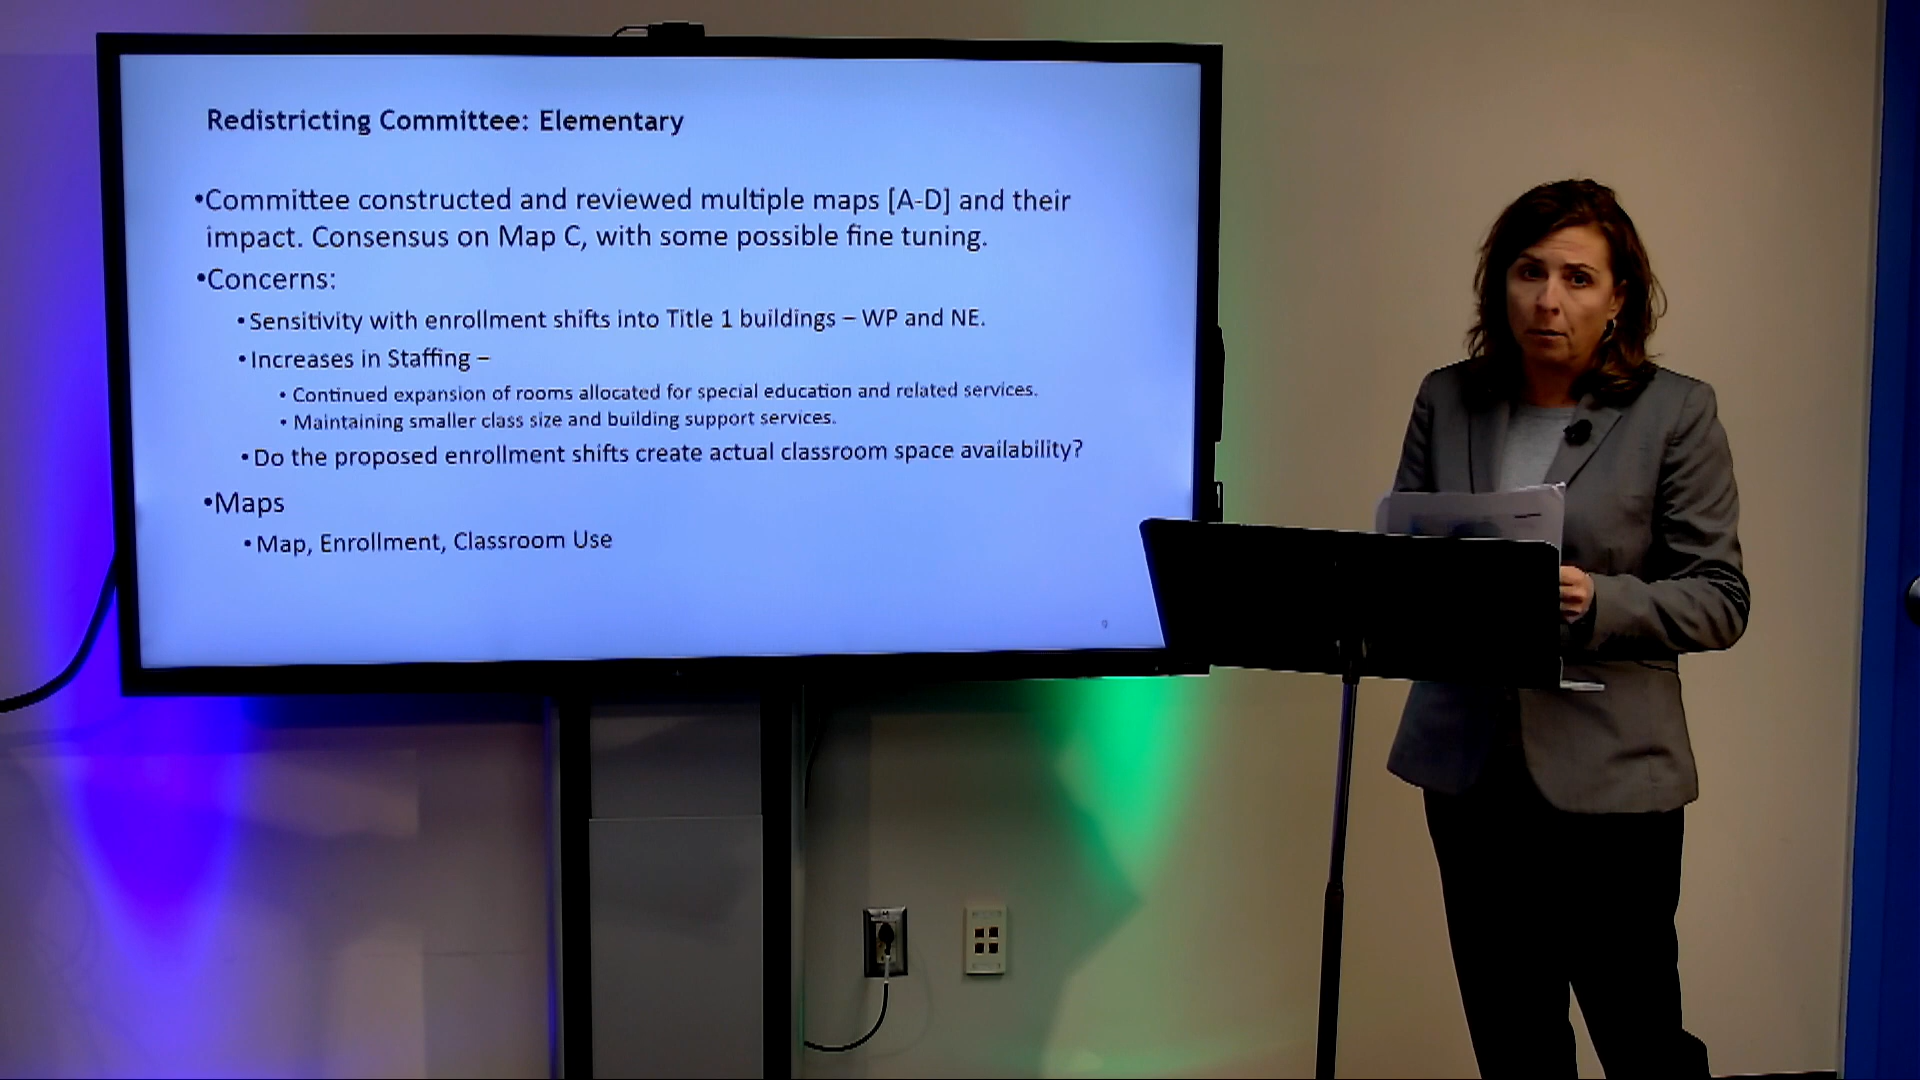 Redistricting Committee: Elementary
•Committee constructed and reviewed multiple maps [A-D] and their
impact. Consensus on Map C, with some possible fine tuning.
•Concerns:
•Sensitivity with enrollment shifts into Title 1 buildings – WP and NE.
•Increases in Staffing –
•Continued expansion of rooms allocated for special education and related services.
•Maintaining smaller class size and building support services.
•Do the proposed enrollment shifts create actual classroom space availability?
•Maps
•Map, Enrollment, Classroom Use
9